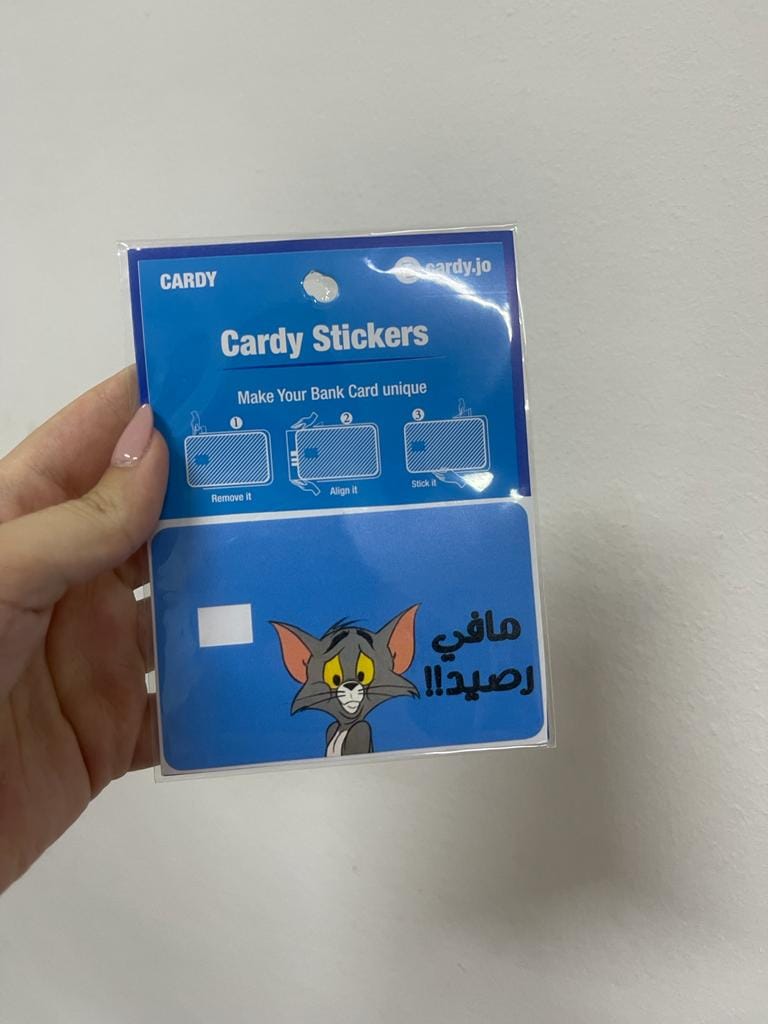 CARDY
cardy.jo
Cardy Stickers
Make Your Bank Card unique
1
2
3
Remove it
Align it
Stick it
مافي
رصيد!!